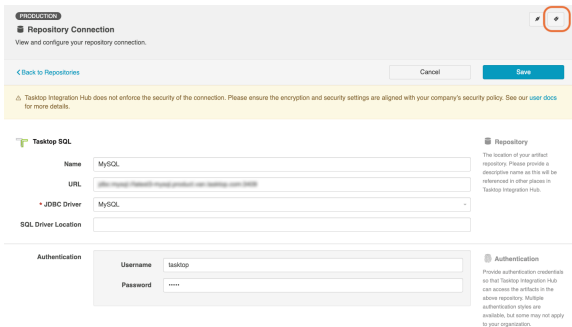 PRODUCTION
Repository Connection
View and configure your repository connection.
Back to Repositories
Cancel
Save
Tasktop Integration Hub does not enforce the security of the connection. Please ensure the encryption and security settings are aligned with your company's security policy. See our user docs
for more details.
Tasktop SQL
Repository
The location of your artifact
repository. Please provide a
descriptive name as this will be
referenced in other places in
Tasktop Integration Hub.
Name
MySQL
URL
* JDBC Driver
MySQL
SQL Driver Location
Authentication
Username
tasktop
Password
•••••
Authentication
Provide authentication credentials
so that Tasktop Integration Hub
can access the artifacts in the
above repository. Multiple
authentication styles are
available, but some may not apply
to your organization.